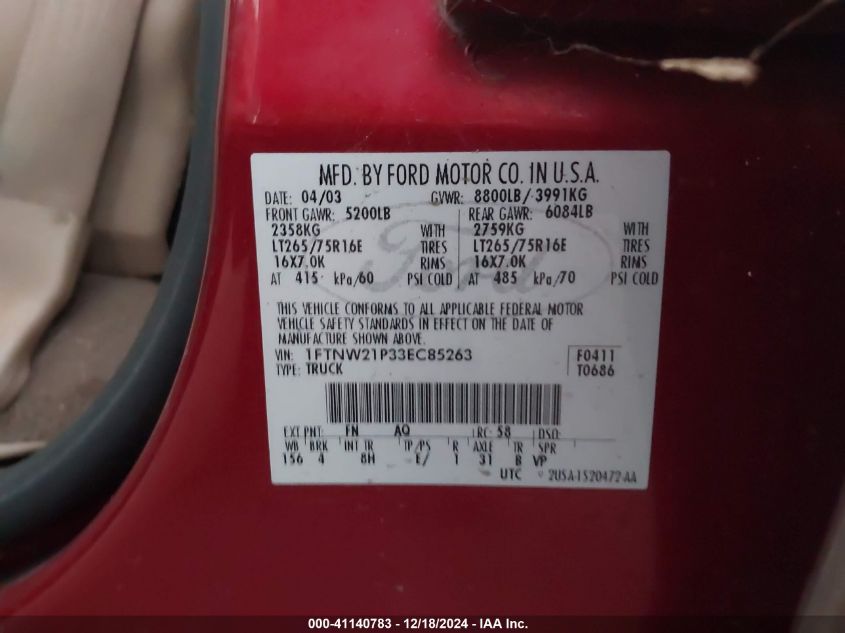 MFD. BY FORD MOTOR CO. IN U.S.A.
DATE: 04/03 GVWR: 8800LB/ 3991KG
FRONT GAWR: 5200LB REAR GAWR: 6084LB
2358KG WITH 2759KG WITH
LT265/75R16E TIRES LT265/75R16E TIRES
16X7.0K RIMS 16X7.0K RIMS
AT 415 kPa/60 PSI COLD AT 485 kPa/70 PSI COLD
Ford
THIS VEHICLE CONFORMS TO ALL APPLICABLE FEDERAL MOTOR
VEHICLE SAFETY STANDARDS IN EFFECT ON THE DATE OF
MANUFACTURE SHOWN ABOVE.
VIN: 1FTNW21P33EC85263 F0411
TYPE: TRUCK T0686
EXT PNT: FN AQ RC: 58 DSO:
WB BRK INT TR TP/PS R AXLE TR SPR
156 4 8H E/ 1 31 B VP
UTC 2U5A-1520472-AA
000-41140783 - 12/18/2024 - IAA Inc.